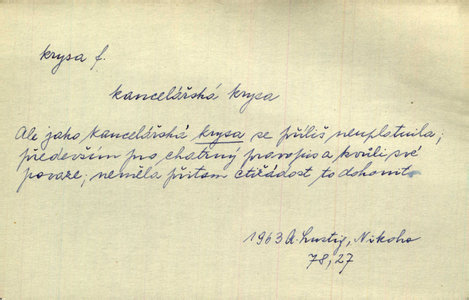 krysa f.
kancelářská krysa
Ale jako kancelářská krysa se příliš neuplatnila;
především pro chatrný pravopis a kvůli své
povaze; neměla přitom ctižádost to dohonit
1963 A. Lustig, Nikoho
78, 27